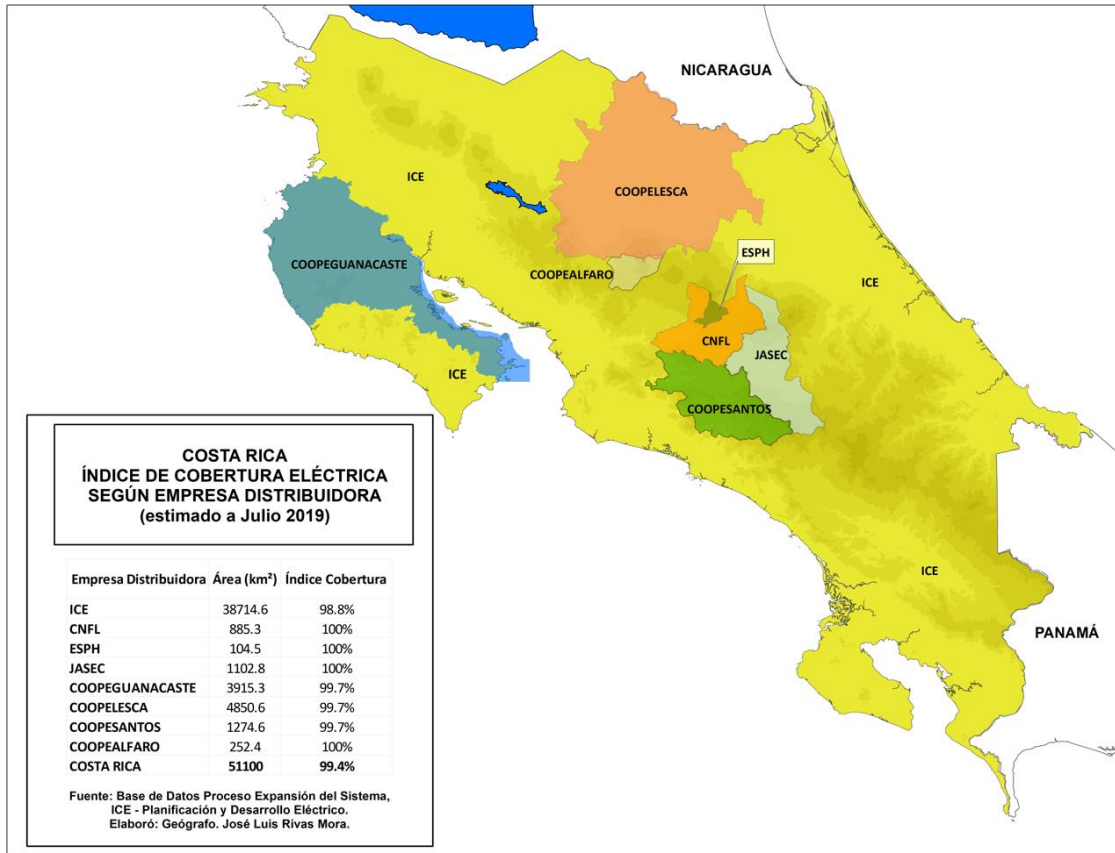 NICARAGUA
ICE
COOPELESCA
ESPH
COOPEGUANACASTE
COOPEALFARO
ICE
CNFL
JASEC
ICE
COOPESANTOS
ICE
PANAMÁ
COSTA RICA
ÍNDICE DE COBERTURA ELÉCTRICA
SEGÚN EMPRESA DISTRIBUIDORA
(estimado a Julio 2019)
Empresa Distribuidora Área (km²) Índice Cobertura
ICE 38714.6 98.8%
CNFL 885.3 100%
ESPH 104.5 100%
JASEC 1102.8 100%
COOPEGUANACASTE 3915.3 99.7%
COOPELESCA 4850.6 99.7%
COOPESANTOS 1274.6 99.7%
COOPEALFARO 252.4 100%
COSTA RICA 51100 99.4%
Fuente: Base de Datos Proceso Expansión del Sistema,
ICE - Planificación y Desarrollo Eléctrico.
Elaboró: Geógrafo. José Luis Rivas Mora.